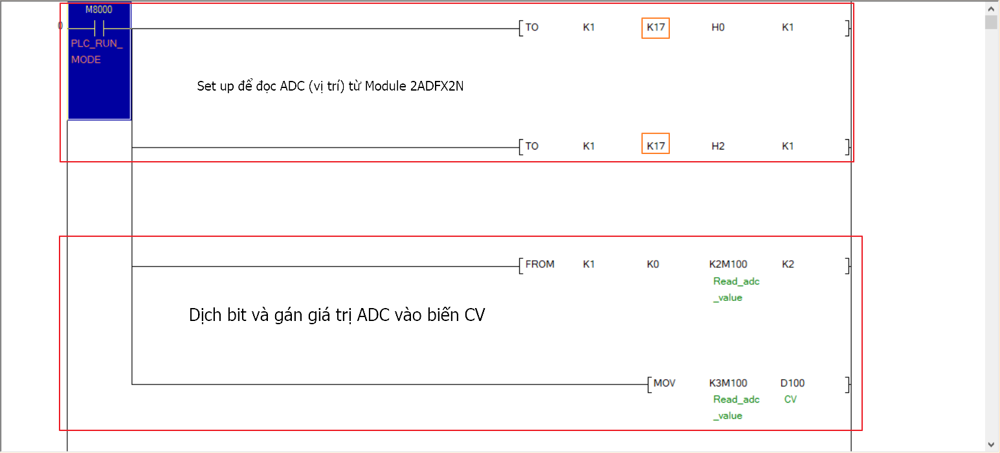 M8000
0
TO K1 K17 H0 K1
PLC_RUN_
MODE
Set up để đọc ADC (vị trí) từ Module 2ADFX2N
TO K1 K17 H2 K1
FROM K1 K0 K2M100 K2
Read_adc
_value
Dịch bit và gán giá trị ADC vào biến CV
MOV K3M100 D100
Read_adc CV
_value